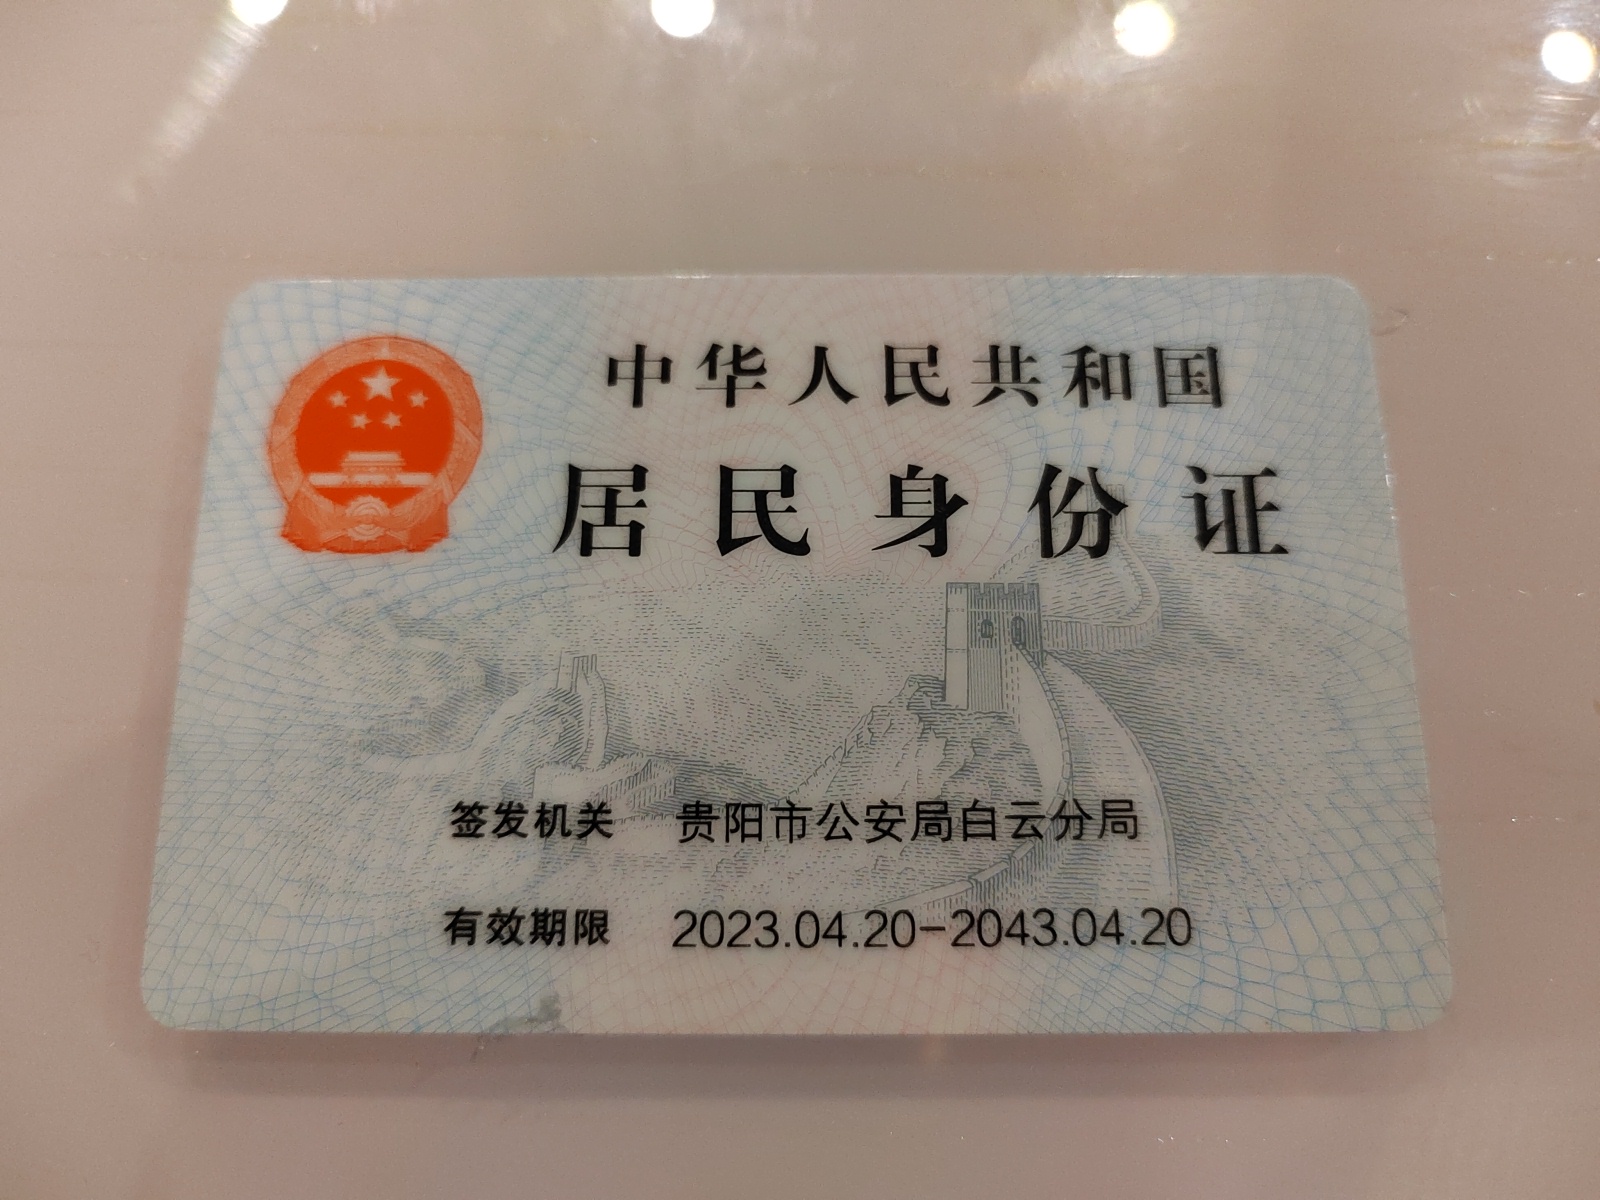 中华人民共和国
居民身份证
签发机关 贵阳市公安局白云分局
有效期限 2023.04.20-2043.04.20